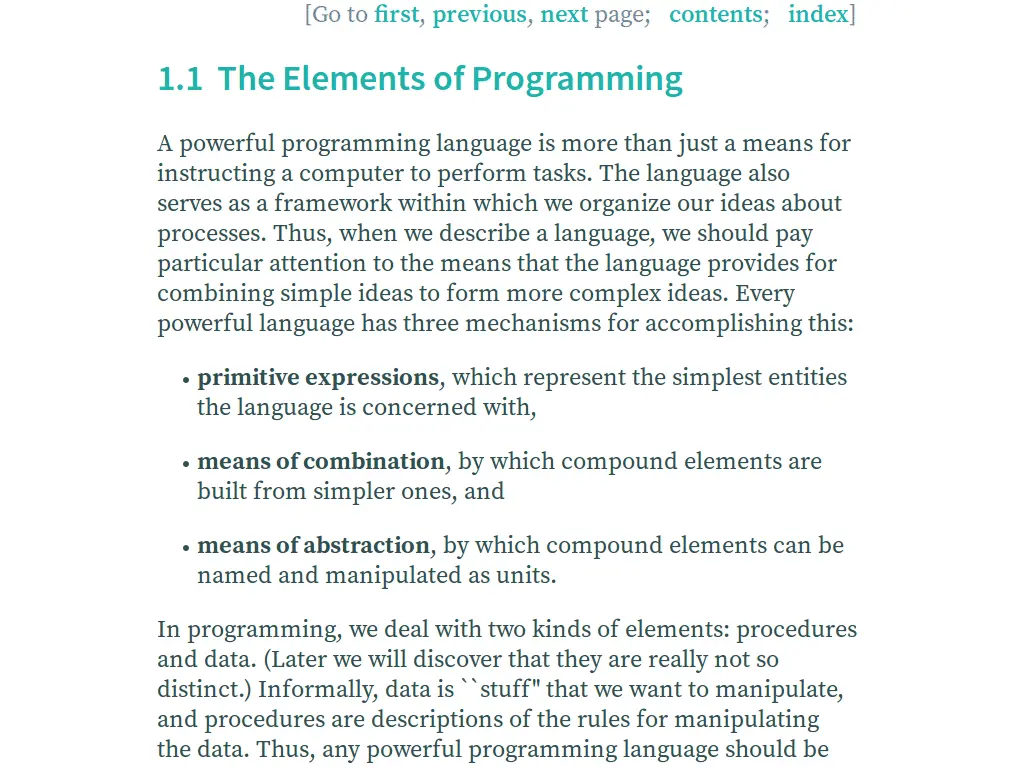 [Go to first, previous, next page;   contents;   index]
1.1  The Elements of Programming
A powerful programming language is more than just a means for
instructing a computer to perform tasks. The language also
serves as a framework within which we organize our ideas about
processes. Thus, when we describe a language, we should pay
particular attention to the means that the language provides for
combining simple ideas to form more complex ideas. Every
powerful language has three mechanisms for accomplishing this:
• primitive expressions, which represent the simplest entities
the language is concerned with,
• means of combination, by which compound elements are
built from simpler ones, and
• means of abstraction, by which compound elements can be
named and manipulated as units.
In programming, we deal with two kinds of elements: procedures
and data. (Later we will discover that they are really not so
distinct.) Informally, data is ``stuff'' that we want to manipulate,
and procedures are descriptions of the rules for manipulating
the data. Thus, any powerful programming language should be